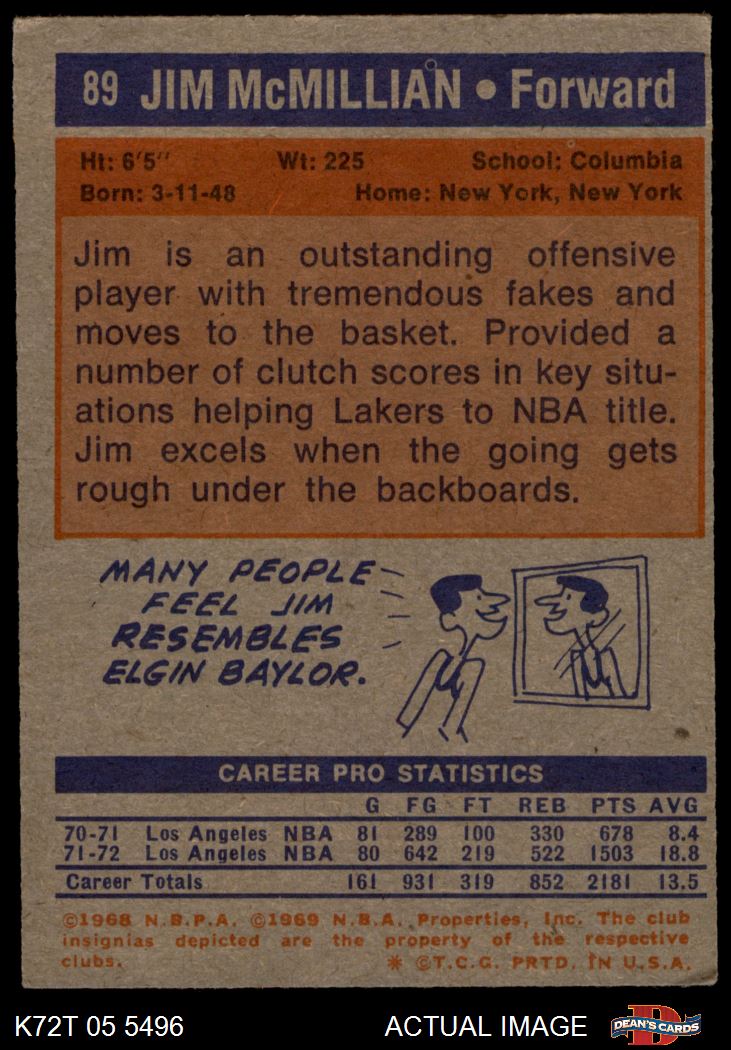 89 JIM McMILLIAN • Forward
Ht: 6'5" Wt: 225 School: Columbia
Born: 3-11-48 Home: New York, New York
Jim is an outstanding offensive
player with tremendous fakes and
moves to the basket. Provided a
number of clutch scores in key situ-
ations helping Lakers to NBA title.
Jim excels when the going gets
rough under the backboards.
MANY PEOPLE
FEEL JIM
RESEMBLES
ELGIN BAYLOR.
CAREER PRO STATISTICS
G FG FT REB PTS AVG
70-71 Los Angeles NBA 81 289 100 330 678 8.4
71-72 Los Angeles NBA 80 642 219 522 1503 18.8
Career Totals 161 931 319 852 2181 13.5
©1968 N.B.P.A. ©1969 N.B.A. Properties, Inc. The club
insignias depicted are the property of the respective
clubs. * ©T.C.G. PRTD. IN U.S.A.
K72T 05 5496 ACTUAL IMAGE DEAN'S CARDS